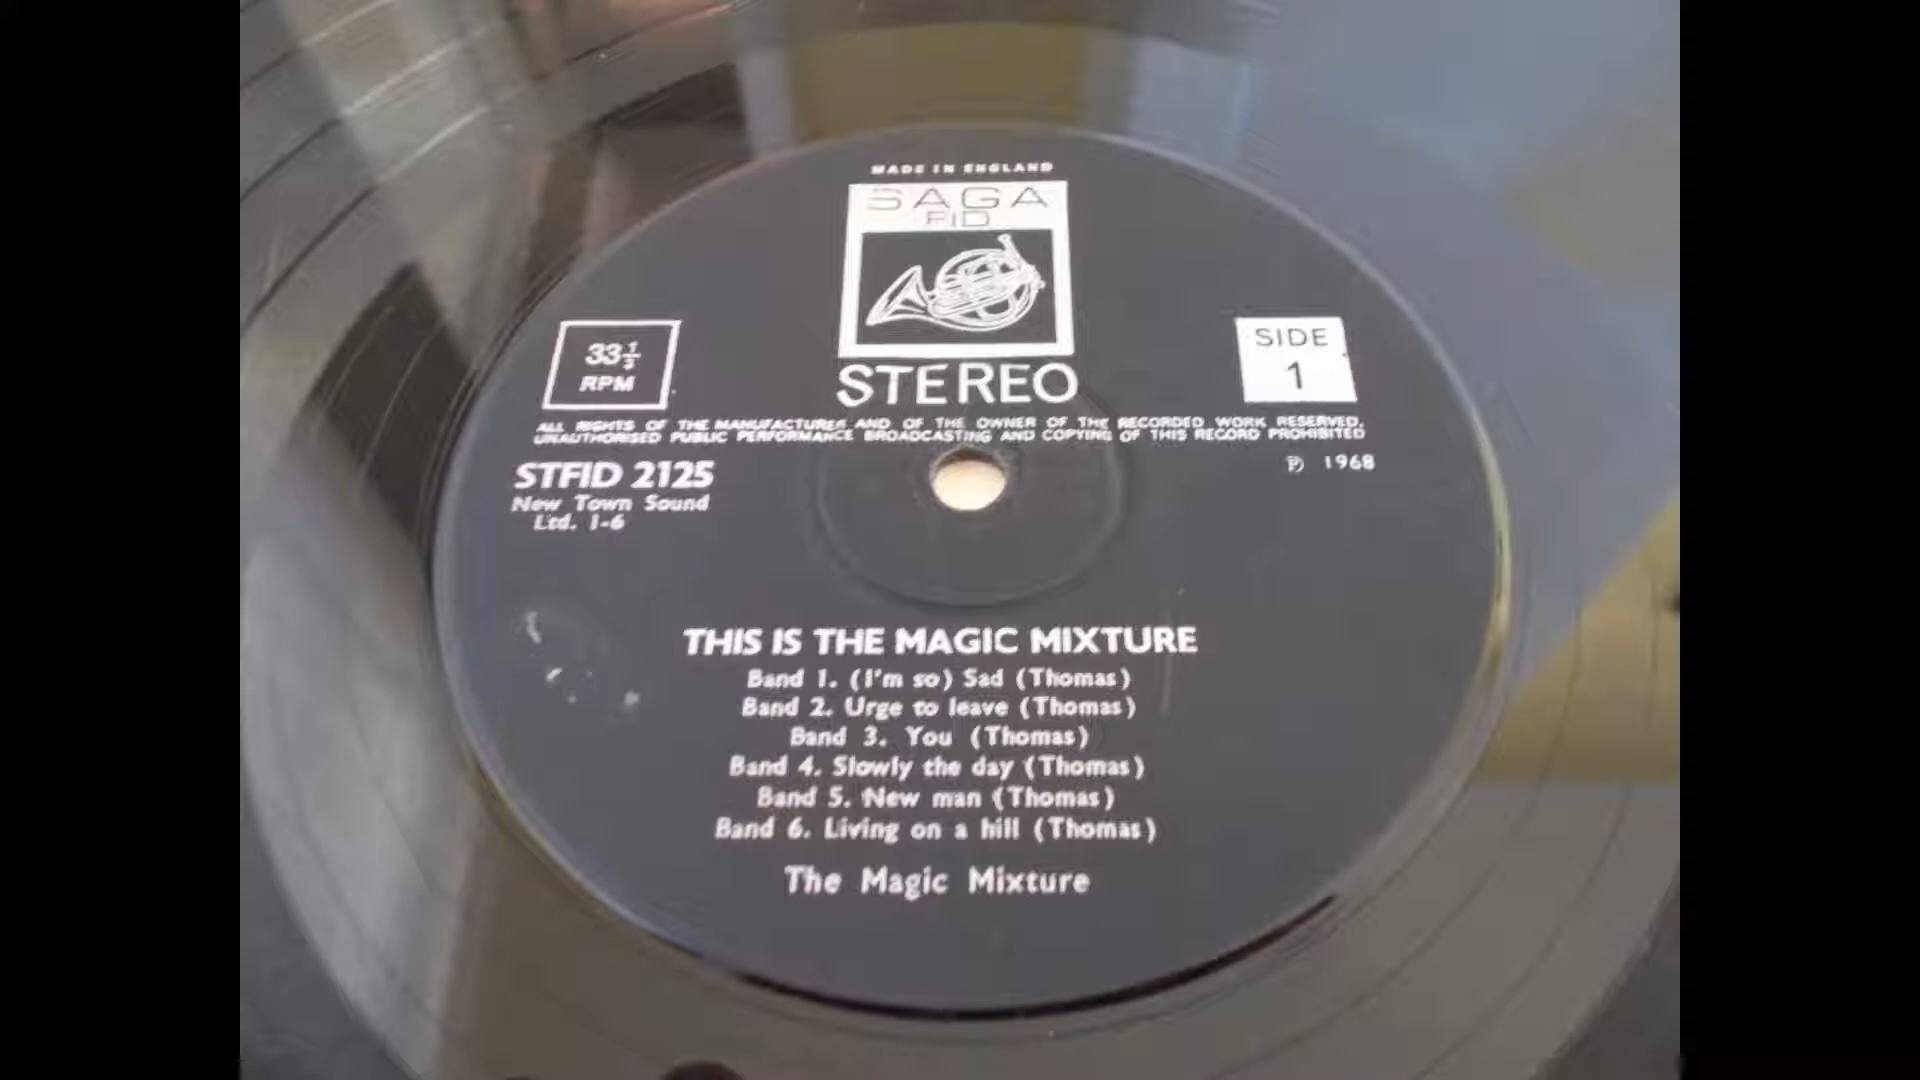 MADE IN ENGLAND
SAGA
FID
STEREO
33⅓
RPM
SIDE
1
ALL RIGHTS OF THE MANUFACTURER AND OF THE OWNER OF THE RECORDED WORK RESERVED,
UNAUTHORISED PUBLIC PERFORMANCE BROADCASTING AND COPYING OF THIS RECORD PROHIBITED
STFID 2125
℗ 1968
New Town Sound
Ltd. 1-6
THIS IS THE MAGIC MIXTURE
Band 1. (I'm so) Sad (Thomas)
Band 2. Urge to leave (Thomas)
Band 3. You (Thomas)
Band 4. Slowly the day (Thomas)
Band 5. New man (Thomas)
Band 6. Living on a hill (Thomas)
The Magic Mixture